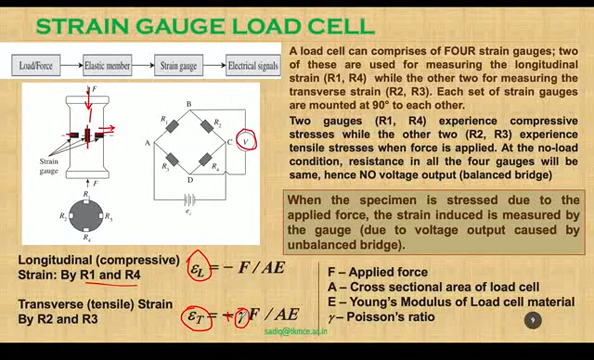 STRAIN GAUGE LOAD CELL
Load/Force
Elastic member
Strain gauge
Electrical signals
A load cell can comprises of FOUR strain gauges; two
of these are used for measuring the longitudinal
strain (R1, R4) while the other two for measuring the
transverse strain (R2, R3). Each set of strain gauges
are mounted at 90° to each other.
Two gauges (R1, R4) experience compressive
stresses while the other two (R2, R3) experience
tensile stresses when force is applied. At the no-load
condition, resistance in all the four gauges will be
same, hence NO voltage output (balanced bridge)
F
Strain
gauge
F
R₁
R₂
R₃
R₄
B
R₁
R₂
A
C
V
R₃
R₄
D
When the specimen is stressed due to the
applied force, the strain induced is measured by
the gauge (due to voltage output caused by
unbalanced bridge).
Longitudinal (compressive)
Strain: By R1 and R4
ε_L = − F / AE
Transverse (tensile) Strain
By R2 and R3
ε_T = + γF / AE
F – Applied force
A – Cross sectional area of load cell
E – Young's Modulus of Load cell material
γ – Poisson's ratio
sadiq@tkmce.ac.in
9